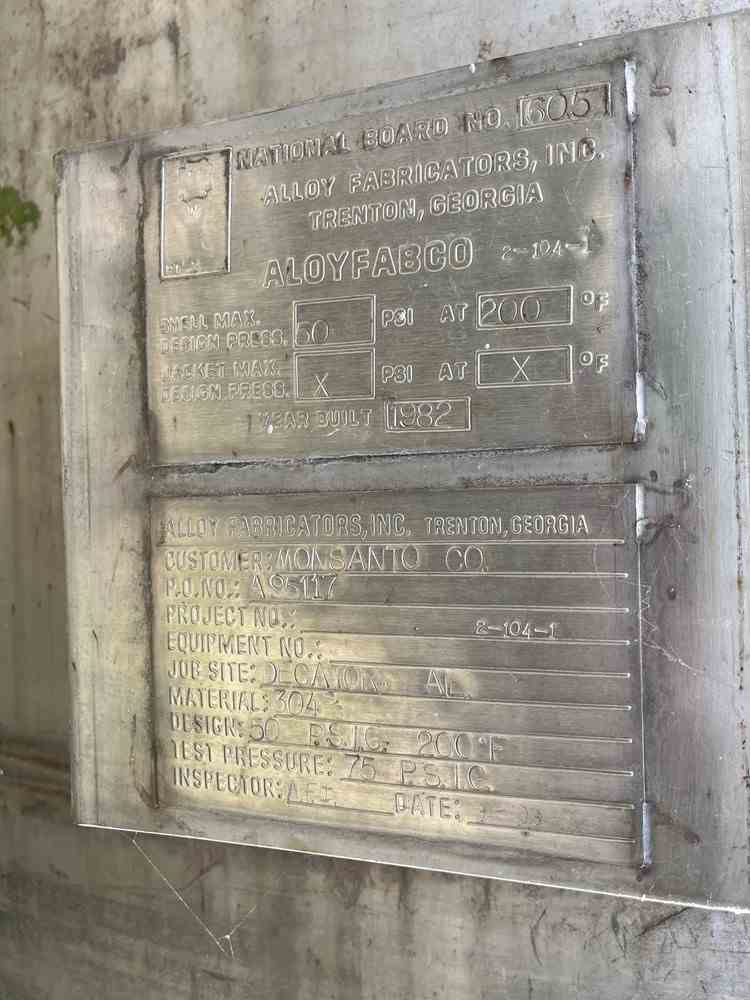 NATIONAL BOARD NO. 605
ALLOY FABRICATORS, INC.
TRENTON, GEORGIA
W
ALOYFABCO 2-104-1
SHELL MAX.
DESIGN PRESS. 50 PSI AT 200 °F
JACKET MAX.
DESIGN PRESS. X PSI AT X °F
YEAR BUILT 1982
ALLOY FABRICATORS, INC. TRENTON, GEORGIA
CUSTOMER: MONSANTO CO.
P.O.NO.: A95117
PROJECT NO.:
2-104-1
EQUIPMENT NO.:
JOB SITE: DECATOR AL.
MATERIAL: 304
DESIGN: 50 P.S.I.G. 200°F
TEST PRESSURE: 75 P.S.I.G.
INSPECTOR: DATE: